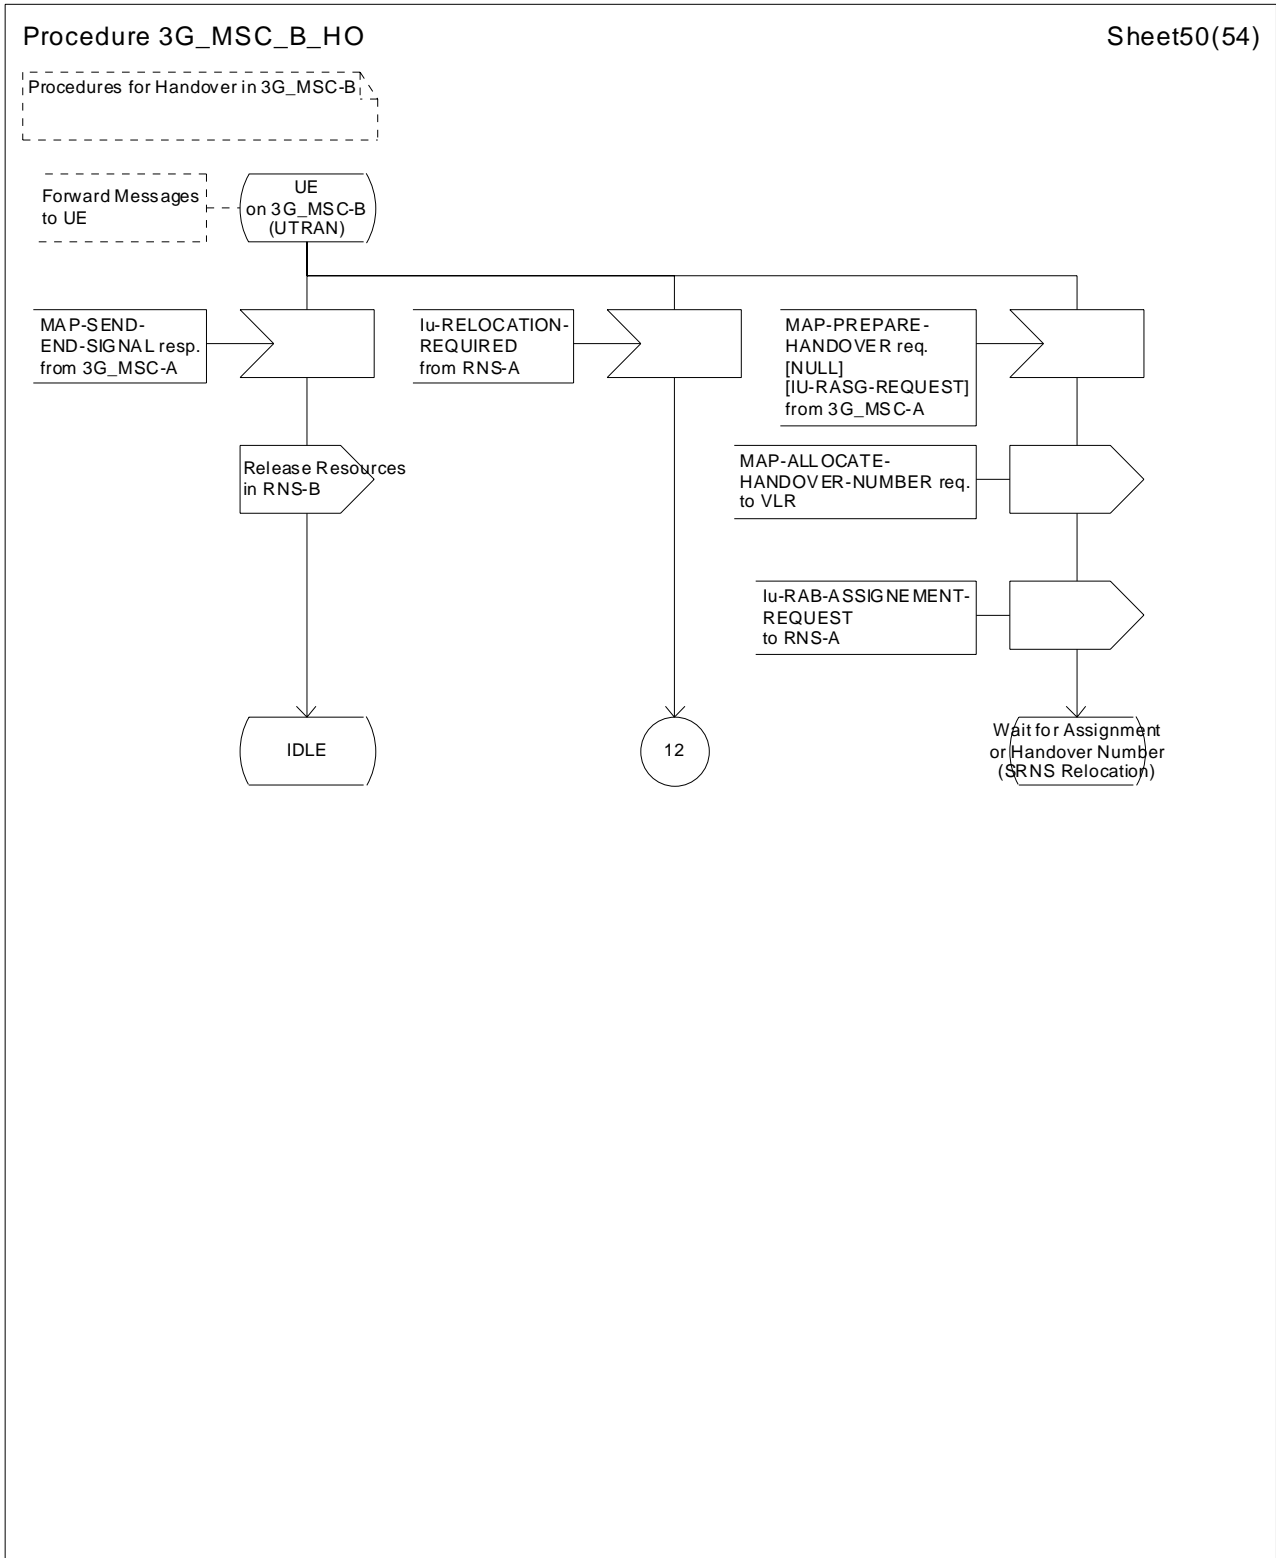 Procedure 3G_MSC_B_HO
Sheet50(54)
Procedures for Handover in 3G_MSC-B
Forward Messages
to UE
UE
on 3G_MSC-B
(UTRAN)
MAP-SEND-
END-SIGNAL resp.
from 3G_MSC-A
Iu-RELOCATION-
REQUIRED
from RNS-A
MAP-PREPARE-
HANDOVER req.
[NULL]
[IU-RASG-REQUEST]
from 3G_MSC-A
Release Resources
in RNS-B
MAP-ALLOCATE-
HANDOVER-NUMBER req.
to VLR
Iu-RAB-ASSIGNEMENT-
REQUEST
to RNS-A
IDLE
12
Wait for Assignment
or Handover Number
(SRNS Relocation)